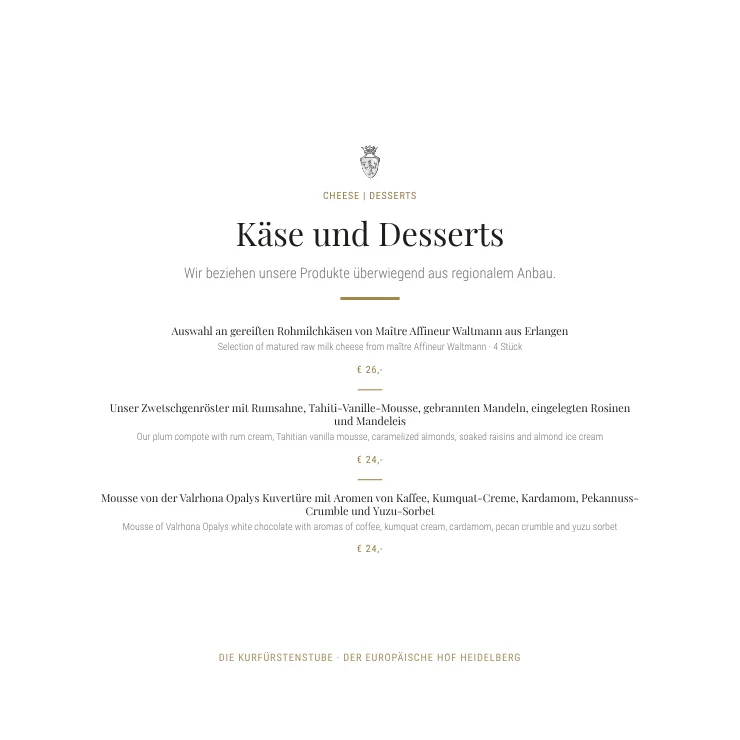 CHEESE | DESSERTS
Käse und Desserts
Wir beziehen unsere Produkte überwiegend aus regionalem Anbau.
Auswahl an gereiften Rohmilchkäsen von Maître Affineur Waltmann aus Erlangen
Selection of matured raw milk cheese from maître Affineur Waltmann · 4 Stück
€ 26,-
Unser Zwetschgenröster mit Rumsahne, Tahiti-Vanille-Mousse, gebrannten Mandeln, eingelegten Rosinen
und Mandeleis
Our plum compote with rum cream, Tahitian vanilla mousse, caramelized almonds, soaked raisins and almond ice cream
€ 24,-
Mousse von der Valrhona Opalys Kuvertüre mit Aromen von Kaffee, Kumquat-Creme, Kardamom, Pekannuss-
Crumble und Yuzu-Sorbet
Mousse of Valrhona Opalys white chocolate with aromas of coffee, kumquat cream, cardamom, pecan crumble and yuzu sorbet
€ 24,-
DIE KURFÜRSTENSTUBE · DER EUROPÄISCHE HOF HEIDELBERG